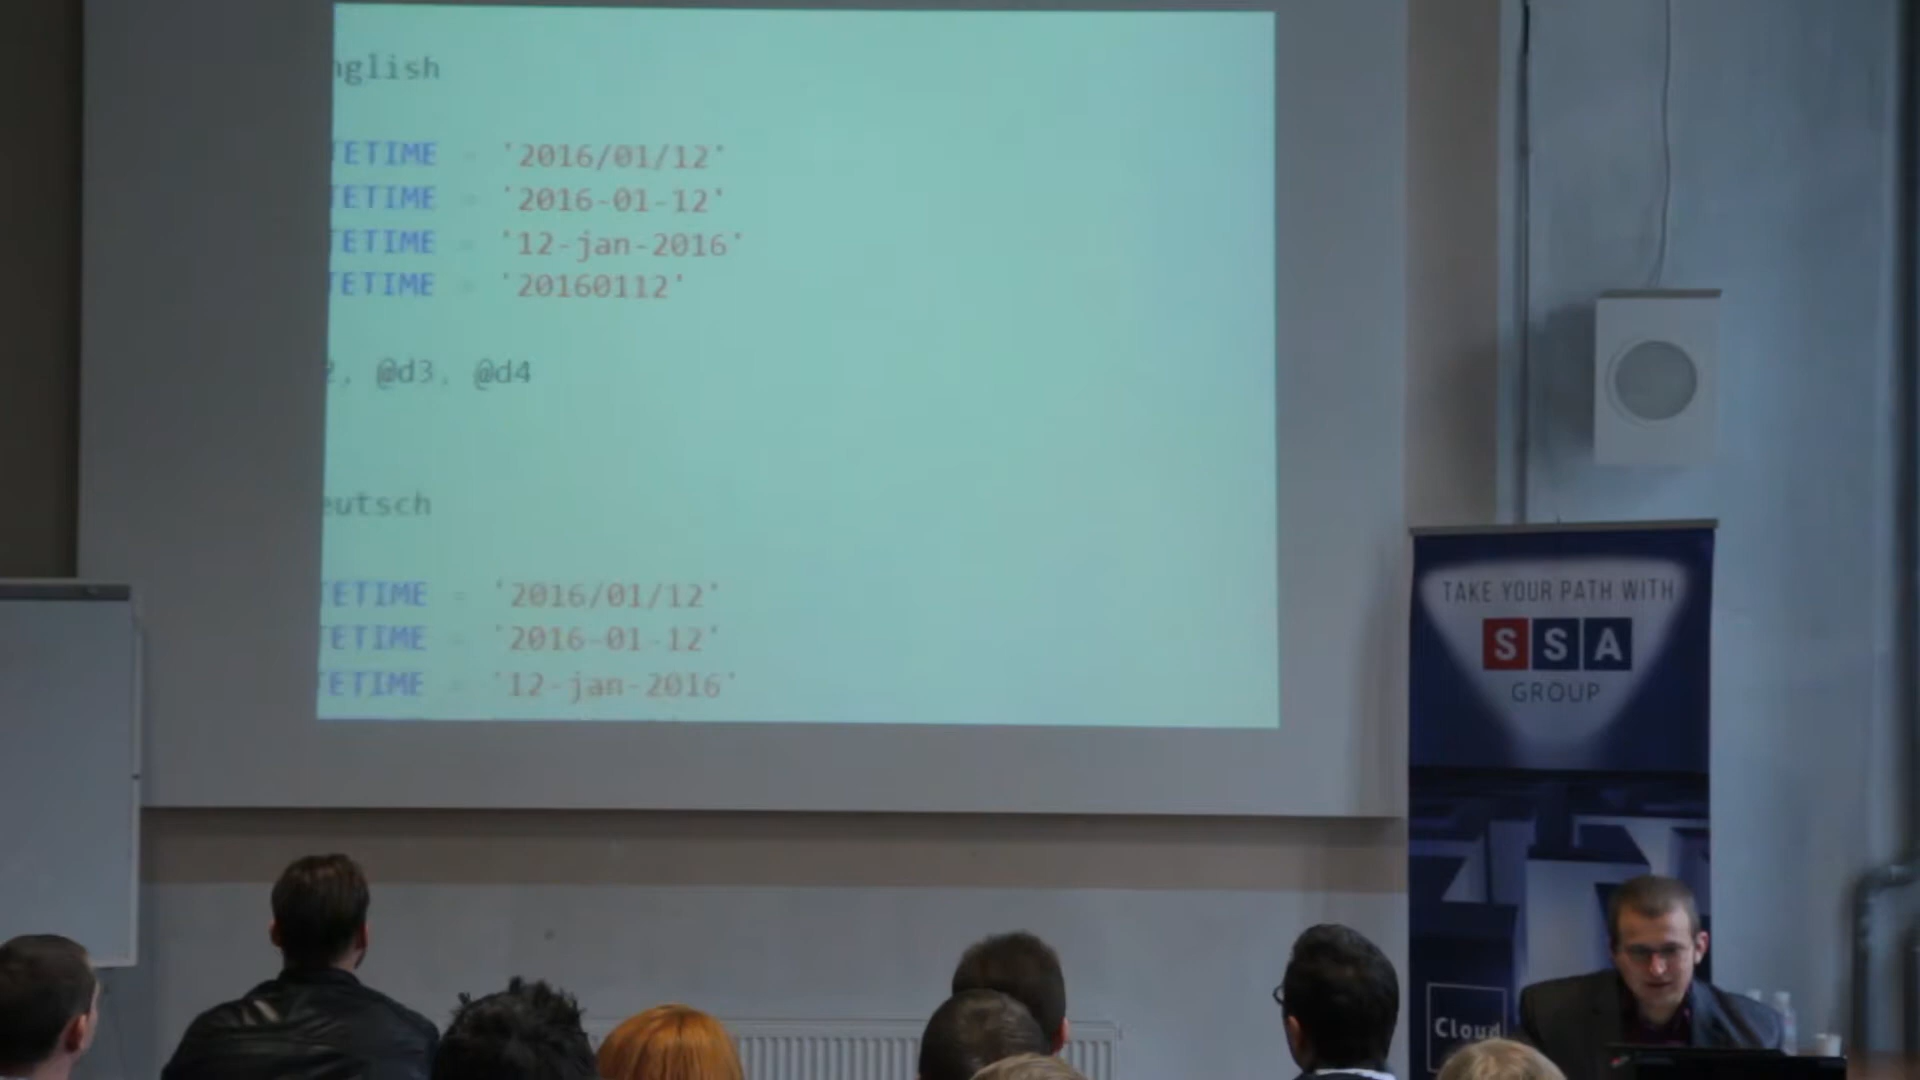 nglish
ETIME = '2016/01/12'
ETIME = '2016-01-12'
ETIME = '12-jan-2016'
ETIME = '20160112'
, @d3, @d4
eutsch
ETIME = '2016/01/12'
ETIME = '2016-01-12'
ETIME = '12-jan-2016'
TAKE YOUR PATH WITH
SSA
GROUP
Cloud